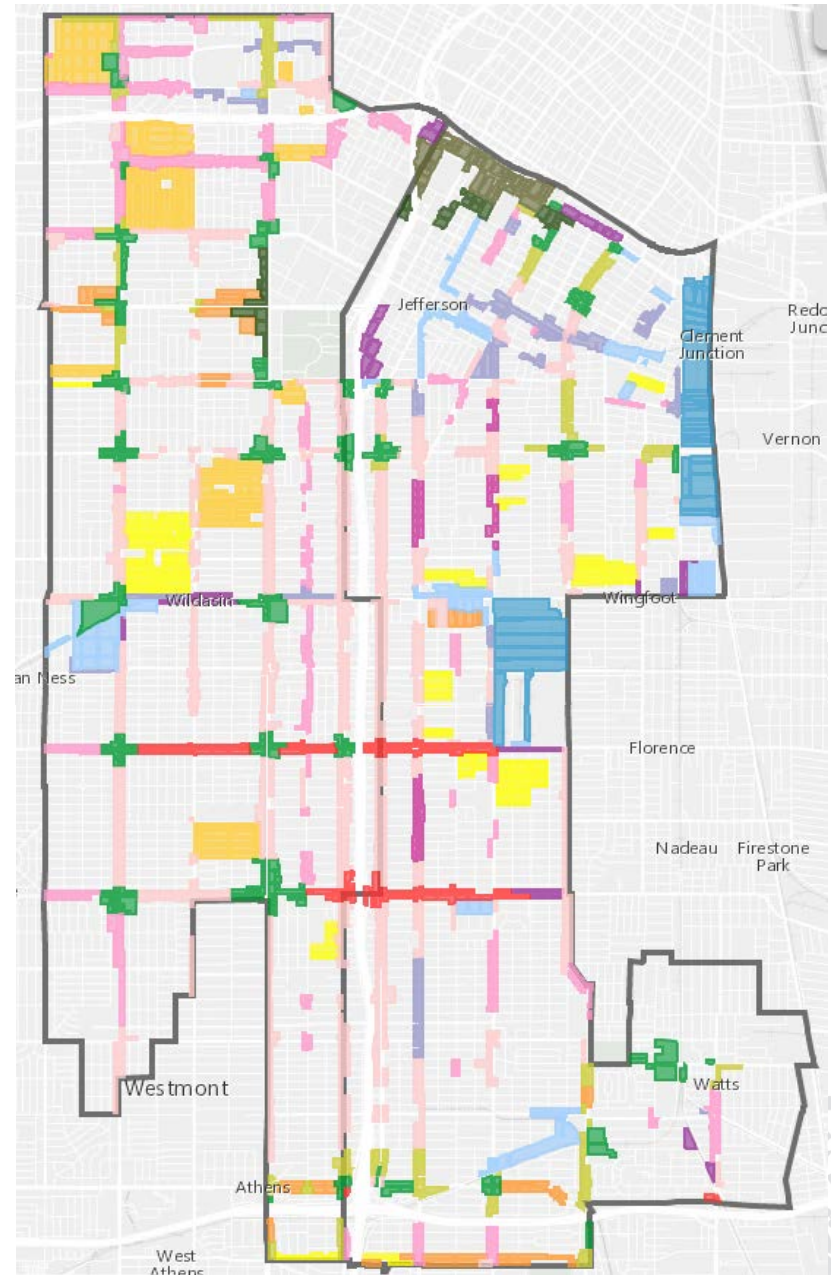 Jefferson
Redo
Junc
Clement
Junction
Vernon
Wildasin
Wingfoot
an Ness
Florence
Nadeau
Firestone
Park
Watts
Westmont
Athens
West
Athens